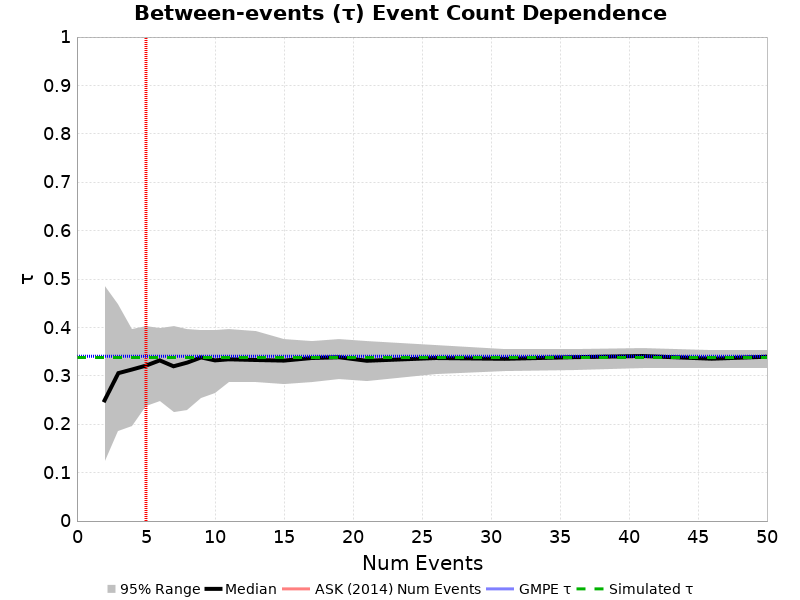 Between-events (τ) Event Count Dependence
1
0.9
0.8
0.7
0.6
0.5
0.4
0.3
0.2
0.1
0
τ
0 5 10 15 20 25 30 35 40 45 50
Num Events
95% Range Median ASK (2014) Num Events GMPE τ Simulated τ